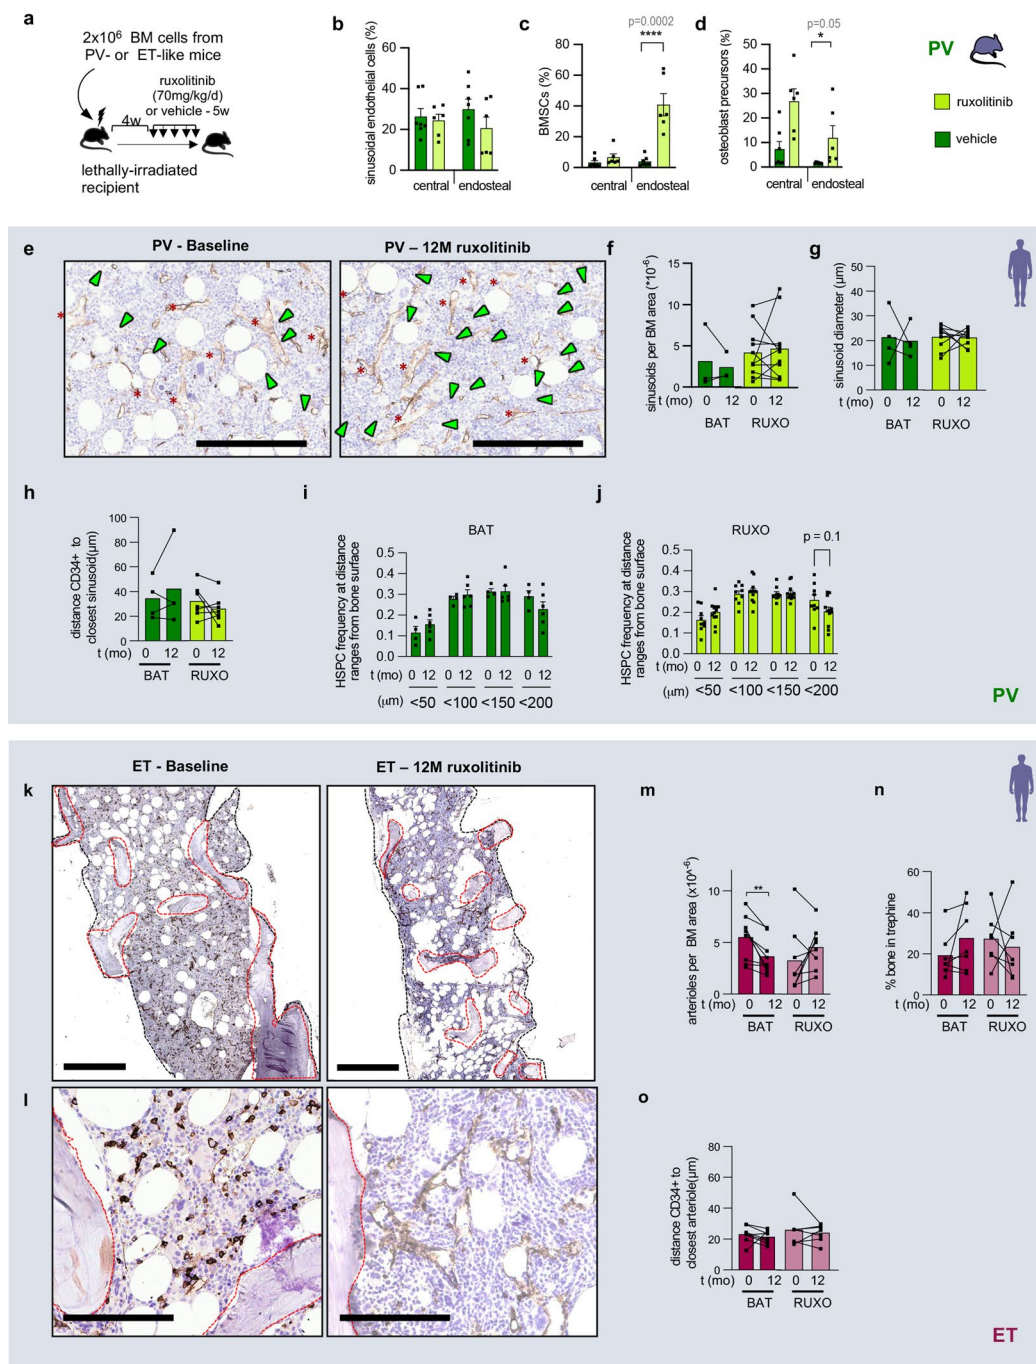 a
2x10⁶ BM cells from
PV- or ET-like mice
ruxolitinib
(70mg/kg/d)
or vehicle - 5w
4w
lethally-irradiated
recipient
b
sinusoidal endothelial cells (%)
60
40
20
0
central
endosteal
c
p=0.0002
****
BMSCs (%)
80
60
40
20
0
central
endosteal
d
p=0.05
*
osteoblast precursors (%)
50
40
30
20
10
0
central
endosteal
PV
ruxolitinib
vehicle
e
PV - Baseline
PV – 12M ruxolitinib
f
sinusoids per BM area (*10⁻⁶)
15
10
5
0
t (mo) 0 12 0 12
BAT RUXO
g
sinusoid diameter (µm)
50
40
30
20
10
0
t (mo) 0 12 0 12
BAT RUXO
h
distance CD34+ to
closest sinusoid(µm)
100
80
60
40
20
0
t (mo) 0 12 0 12
BAT RUXO
i
BAT
HSPC frequency at distance
ranges from bone surface
0.5
0.4
0.3
0.2
0.1
0
t (mo) 0 12 0 12 0 12 0 12
(µm) <50 <100 <150 <200
j
RUXO
p = 0.1
HSPC frequency at distance
ranges from bone surface
0.5
0.4
0.3
0.2
0.1
0
t (mo) 0 12 0 12 0 12 0 12
(µm) <50 <100 <150 <200
PV
ET - Baseline
ET – 12M ruxolitinib
k
l
m
arterioles per BM area (x10^⁻⁶)
**
10
5
0
t (mo) 0 12 0 12
BAT RUXO
n
% bone in trephine
60
40
20
0
t (mo) 0 12 0 12
BAT RUXO
o
distance CD34+ to
closest arteriole(µm)
80
60
40
20
0
t (mo) 0 12 0 12
BAT RUXO
ET